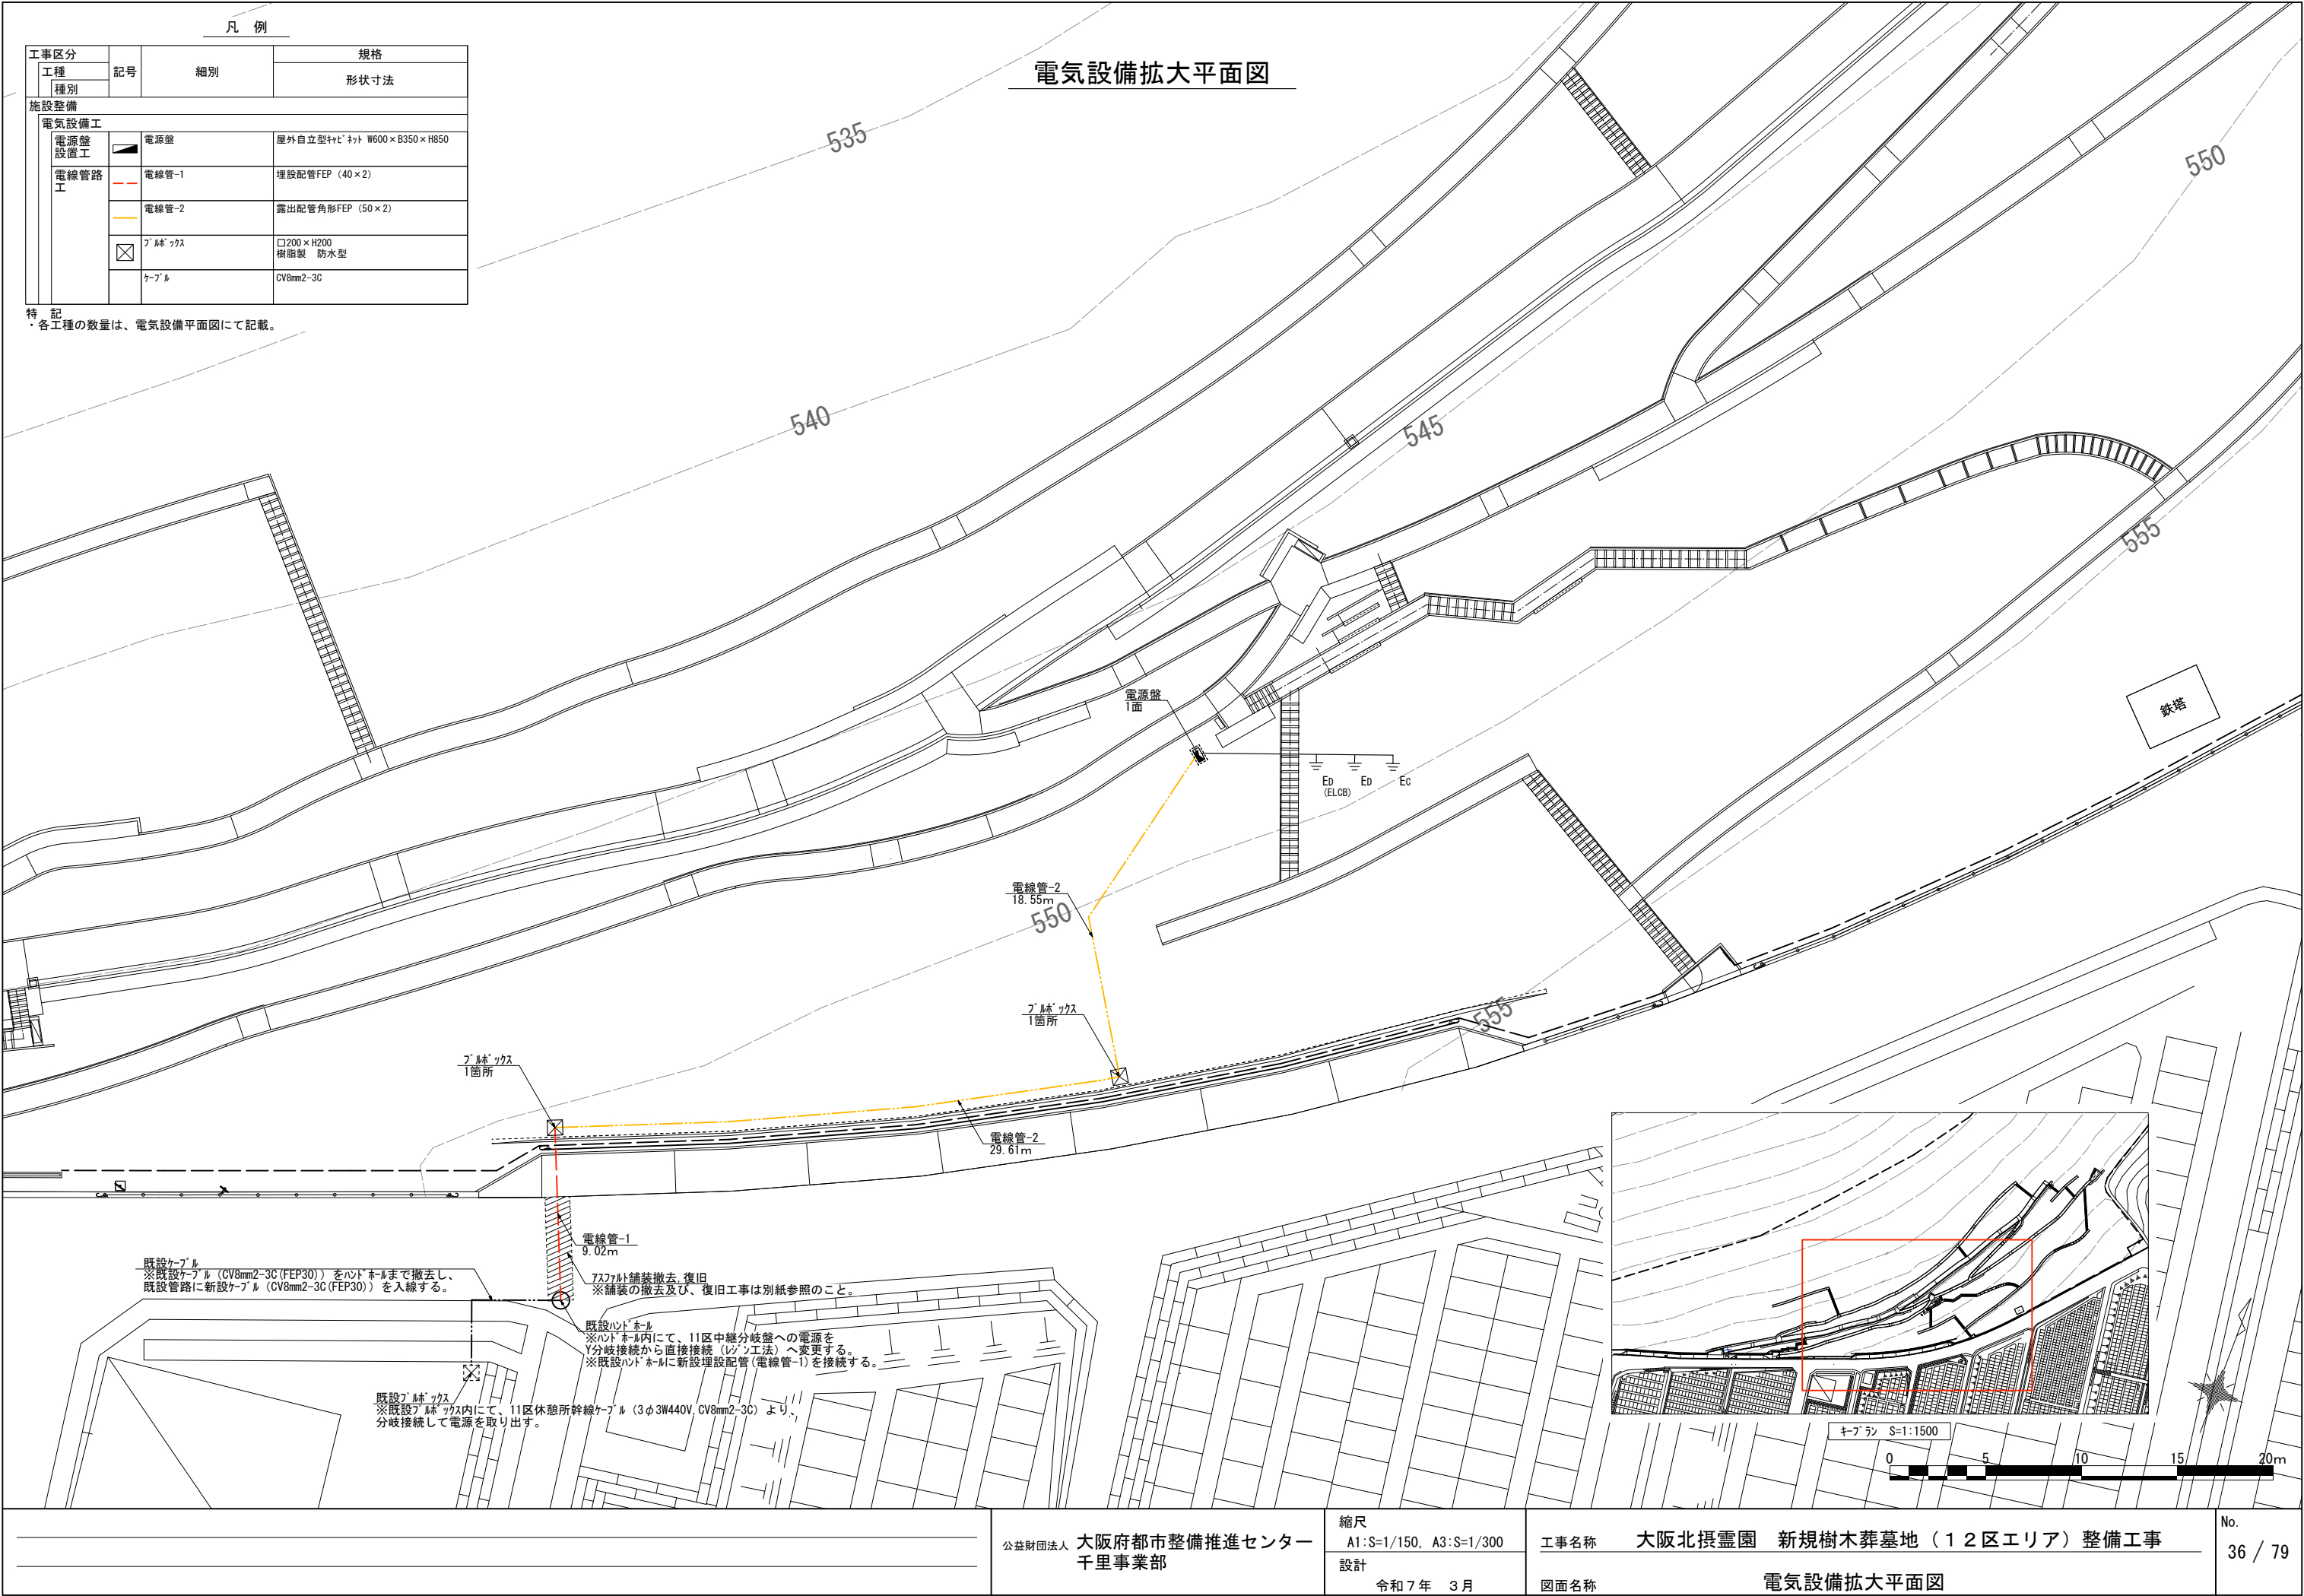 凡　例
工事区分
工種
種別
記号
細別
規格
形状寸法
施設整備
電気設備工
電源盤
設置工
電源盤
屋外自立型ｷｬﾋﾞﾈｯﾄ W600×B350×H850
電線管路
工
電線管-1
埋設配管FEP（40×2）
電線管-2
露出配管角形FEP（50×2）
ﾌﾟﾙﾎﾞｯｸｽ
□200×H200
樹脂製　防水型
ｹｰﾌﾞﾙ
CV8mm2-3C
特　記
・各工種の数量は、電気設備平面図にて記載。
電気設備拡大平面図
535
540
545
550
555
鉄塔
電源盤
1面
ED
(ELCB)
ED
EC
電線管-2
18.55m
550
ﾌﾟﾙﾎﾞｯｸｽ
1箇所
555
ﾌﾟﾙﾎﾞｯｸｽ
1箇所
電線管-2
29.61m
電線管-1
9.02m
既設ｹｰﾌﾞﾙ
※既設ｹｰﾌﾞﾙ（CV8mm2-3C(FEP30)）をﾊﾝﾄﾞﾎｰﾙまで撤去し、
既設管路に新設ｹｰﾌﾞﾙ（CV8mm2-3C(FEP30)）を入線する。
ｱｽﾌｧﾙﾄ舗装撤去,復旧
※舗装の撤去及び、復旧工事は別紙参照のこと。
既設ﾊﾝﾄﾞﾎｰﾙ
※ﾊﾝﾄﾞﾎｰﾙ内にて、11区中継分岐盤への電源を
Y分岐接続から直接接続（ﾚｼﾞﾝ工法）へ変更する。
※既設ﾊﾝﾄﾞﾎｰﾙに新設埋設配管(電線管-1)を接続する。
既設ﾌﾟﾙﾎﾞｯｸｽ
※既設ﾌﾟﾙﾎﾞｯｸｽ内にて、11区休憩所幹線ｹｰﾌﾞﾙ（3φ3W440V,CV8mm2-3C）より、
分岐接続して電源を取り出す。
ｷｰﾌﾟﾗﾝ　S=1:1500
0 5 10 15 20m
公益財団法人 大阪府都市整備推進センター
千里事業部
縮尺
A1:S=1/150, A3:S=1/300
設計
令和７年　３月
工事名称　大阪北摂霊園　新規樹木葬墓地（１２区エリア）整備工事
図面名称　電気設備拡大平面図
No.
36 / 79